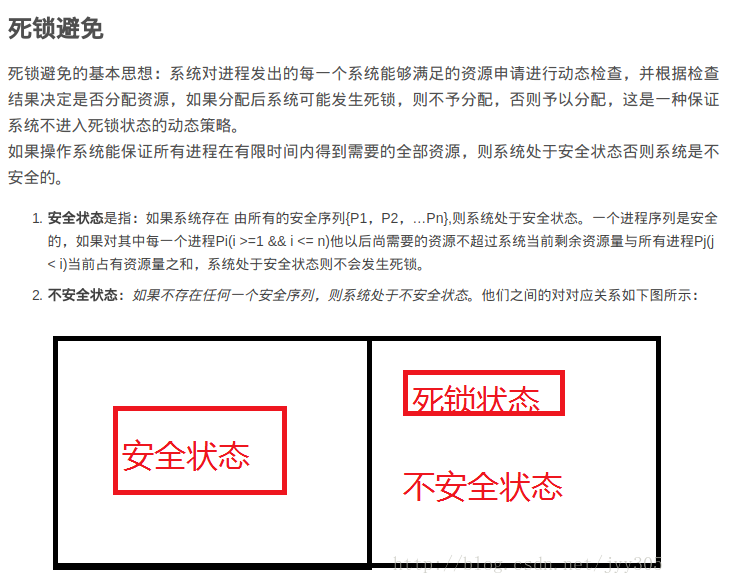 死锁避免
死锁避免的基本思想：系统对进程发出的每一个系统能够满足的资源申请进行动态检查，并根据检查
结果决定是否分配资源，如果分配后系统可能发生死锁，则不予分配，否则予以分配，这是一种保证
系统不进入死锁状态的动态策略。
如果操作系统能保证所有进程在有限时间内得到需要的全部资源，则系统处于安全状态否则系统是不
安全的。
1. 安全状态是指：如果系统存在 由所有的安全序列{P1，P2，…Pn},则系统处于安全状态。一个进程序列是安全
的，如果对其中每一个进程Pi(i >=1 && i <= n)他以后尚需要的资源不超过系统当前剩余资源量与所有进程Pj(j
< i)当前占有资源量之和，系统处于安全状态则不会发生死锁。
2. 不安全状态：如果不存在任何一个安全序列，则系统处于不安全状态。他们之间的对对应关系如下图所示：
死锁状态
安全状态
不安全状态
http://blog.csdn.net/jyy305